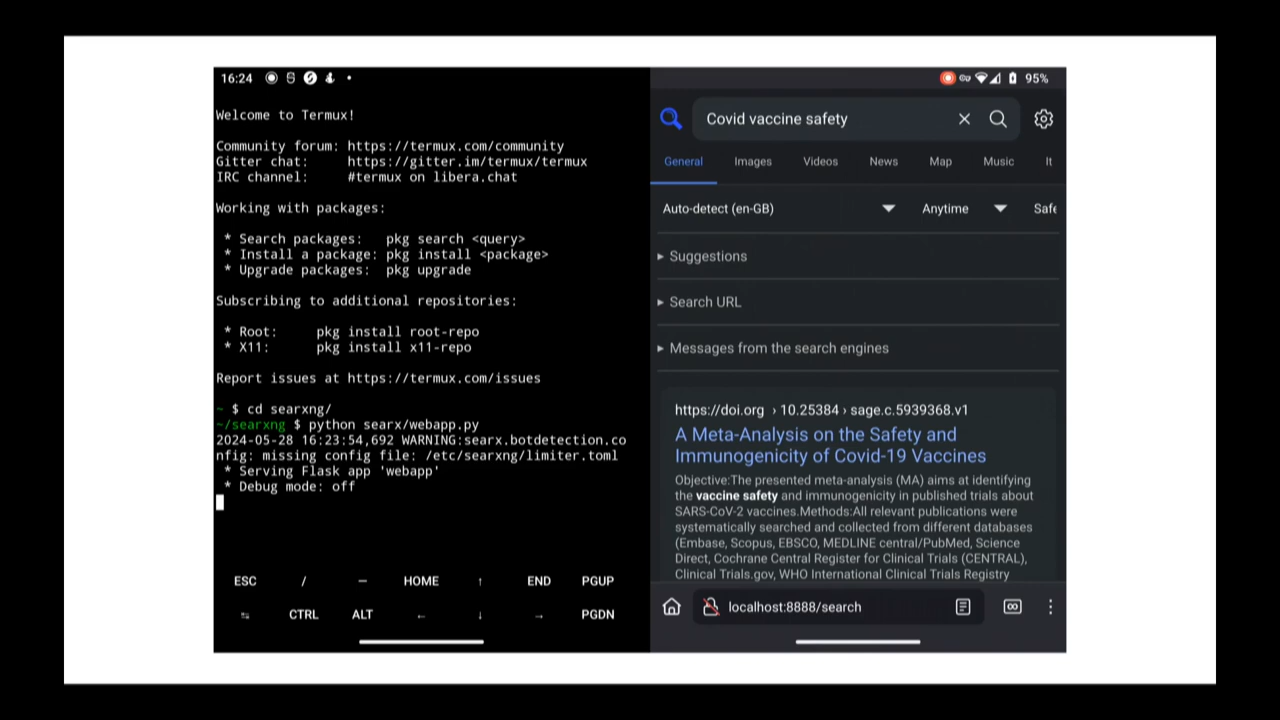 16:24
95%
Welcome to Termux!
Community forum: https://termux.com/community
Gitter chat: https://gitter.im/termux/termux
IRC channel: #termux on libera.chat
Working with packages:
* Search packages: pkg search <query>
* Install a package: pkg install <package>
* Upgrade packages: pkg upgrade
Subscribing to additional repositories:
* Root: pkg install root-repo
* X11: pkg install x11-repo
Report issues at https://termux.com/issues
~ $ cd searxng/
~/searxng $ python searx/webapp.py
2024-05-28 16:23:54,692 WARNING:searx.botdetection.co
nfig: missing config file: /etc/searxng/limiter.toml
* Serving Flask app 'webapp'
* Debug mode: off
ESC / — HOME ↑ END PGUP
↹ CTRL ALT ← ↓ → PGDN
Covid vaccine safety
General Images Videos News Map Music It
Auto-detect (en-GB) Anytime Safe
Suggestions
Search URL
Messages from the search engines
https://doi.org › 10.25384 › sage.c.5939368.v1
A Meta-Analysis on the Safety and
Immunogenicity of Covid-19 Vaccines
Objective:The presented meta-analysis (MA) aims at identifying
the vaccine safety and immunogenicity in published trials about
SARS-CoV-2 vaccines.Methods:All relevant publications were
systematically searched and collected from different databases
(Embase, Scopus, EBSCO, MEDLINE central/PubMed, Science
Direct, Cochrane Central Register for Clinical Trials (CENTRAL),
Clinical Trials.gov, WHO International Clinical Trials Registry
localhost:8888/search